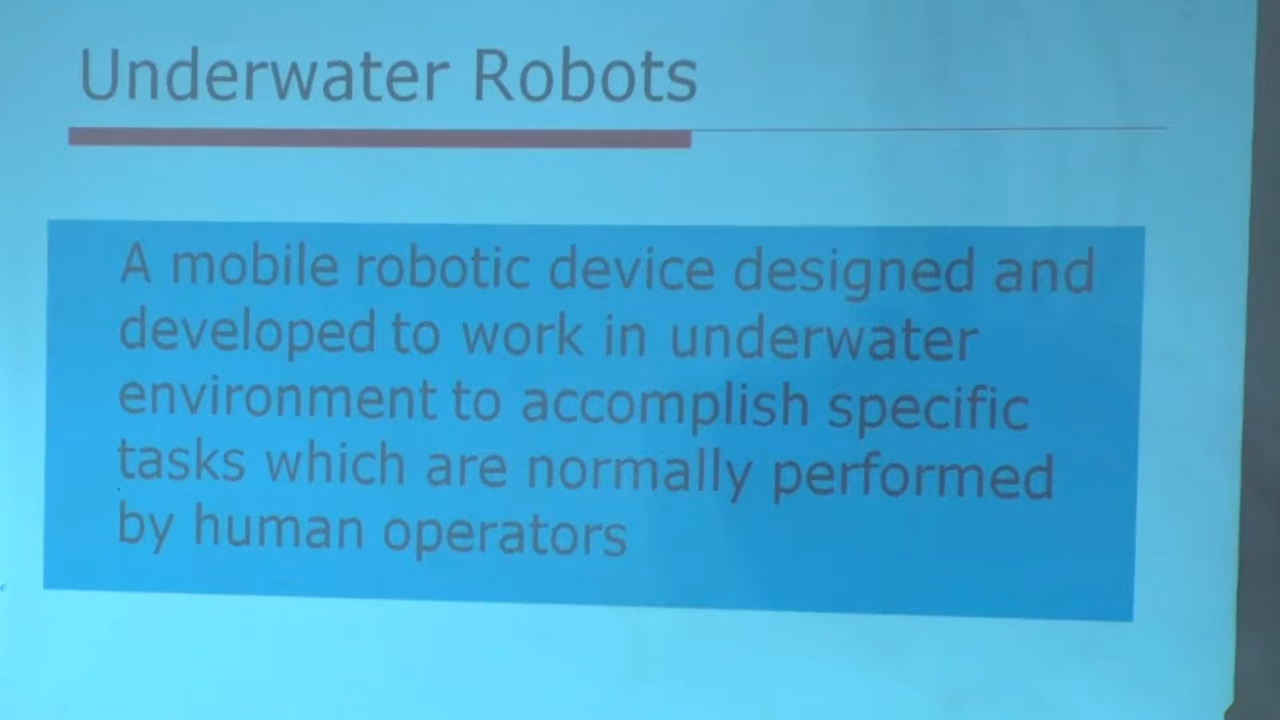 Underwater Robots
A mobile robotic device designed and
developed to work in underwater
environment to accomplish specific
tasks which are normally performed
by human operators